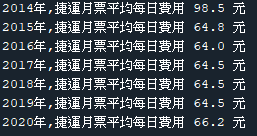 2014年,捷運月票平均每日費用 98.5 元
2015年,捷運月票平均每日費用 64.8 元
2016年,捷運月票平均每日費用 64.0 元
2017年,捷運月票平均每日費用 64.5 元
2018年,捷運月票平均每日費用 64.5 元
2019年,捷運月票平均每日費用 64.5 元
2020年,捷運月票平均每日費用 66.2 元